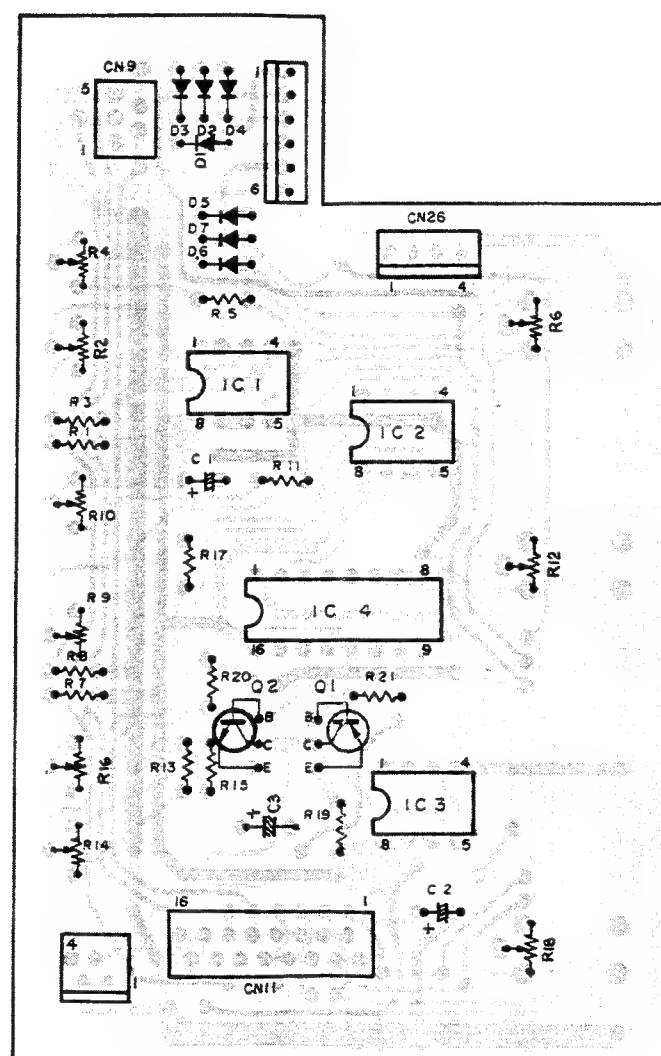 CN9
5
1
D3 D2 D4
D1
1
6
D5
D7
D6
R5
CN26
1 4
R4
R2
R6
1 4
IC1
8 5
1 4
IC 2
8 5
R3
R1
C1
+
R11
R10
R17
R12
1 8
IC 4
16 9
R9
R8
R7
R20
Q2
Q1
R21
B B
C C
E E
R16
R13
R15
1 4
IC 3
8 5
C3
+
R19
R14
16 1
CN11
C2
+
R18
4
1